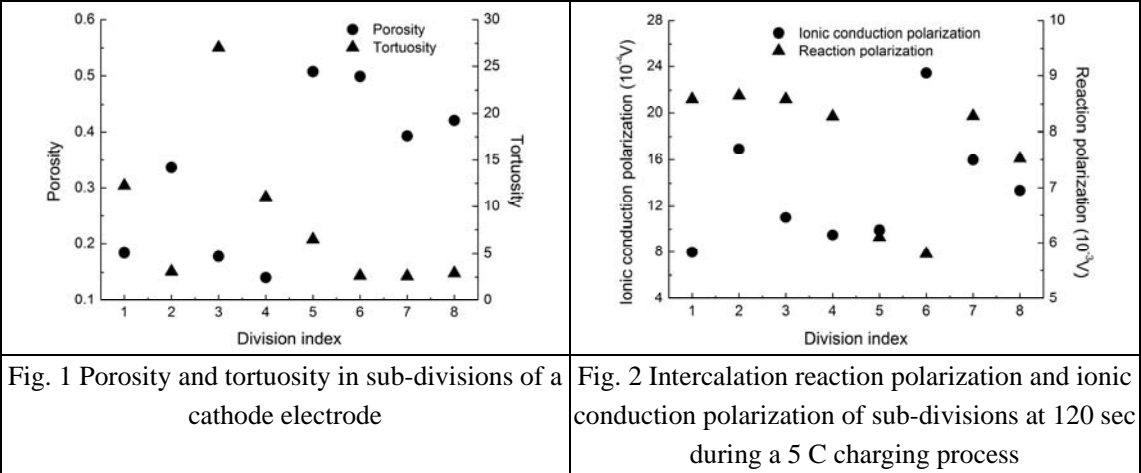 0.6
0.5
0.4
0.3
0.2
0.1
Porosity
30
25
20
15
10
5
0
Tortuosity
Porosity
Tortuosity
1 2 3 4 5 6 7 8
Division index
28
24
20
16
12
8
4
Ionic conduction polarization (10⁻⁴V)
10
9
8
7
6
5
Reaction polarization (10⁻³V)
Ionic conduction polarization
Reaction polarization
1 2 3 4 5 6 7 8
Division index
Fig. 1 Porosity and tortuosity in sub-divisions of a
cathode electrode
Fig. 2 Intercalation reaction polarization and ionic
conduction polarization of sub-divisions at 120 sec
during a 5 C charging process